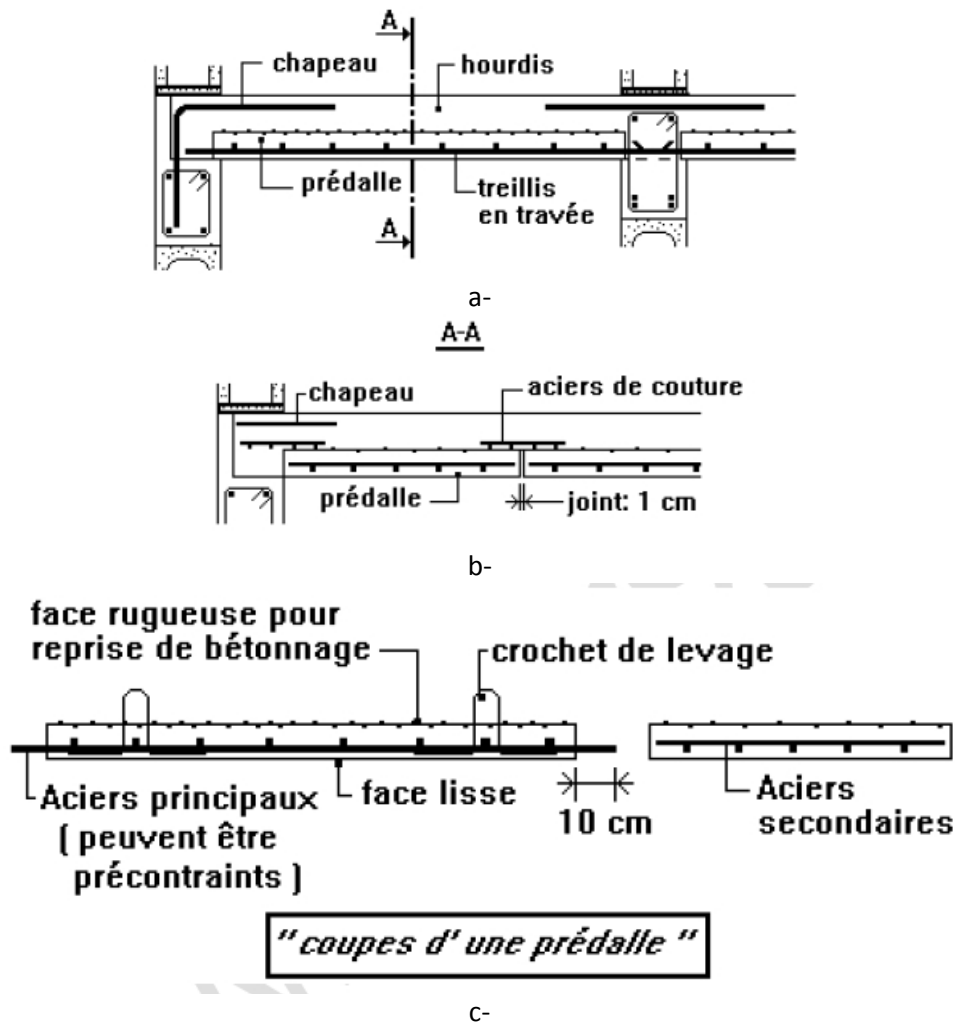 A
chapeau
hourdis
prédalle
treillis
en travée
A
a-
A-A
chapeau
aciers de couture
prédalle
joint: 1 cm
b-
face rugueuse pour
reprise de bétonnage
crochet de levage
Aciers principaux
( peuvent être
précontraints )
face lisse
10 cm
Aciers
secondaires
" coupes d' une prédalle "
c-